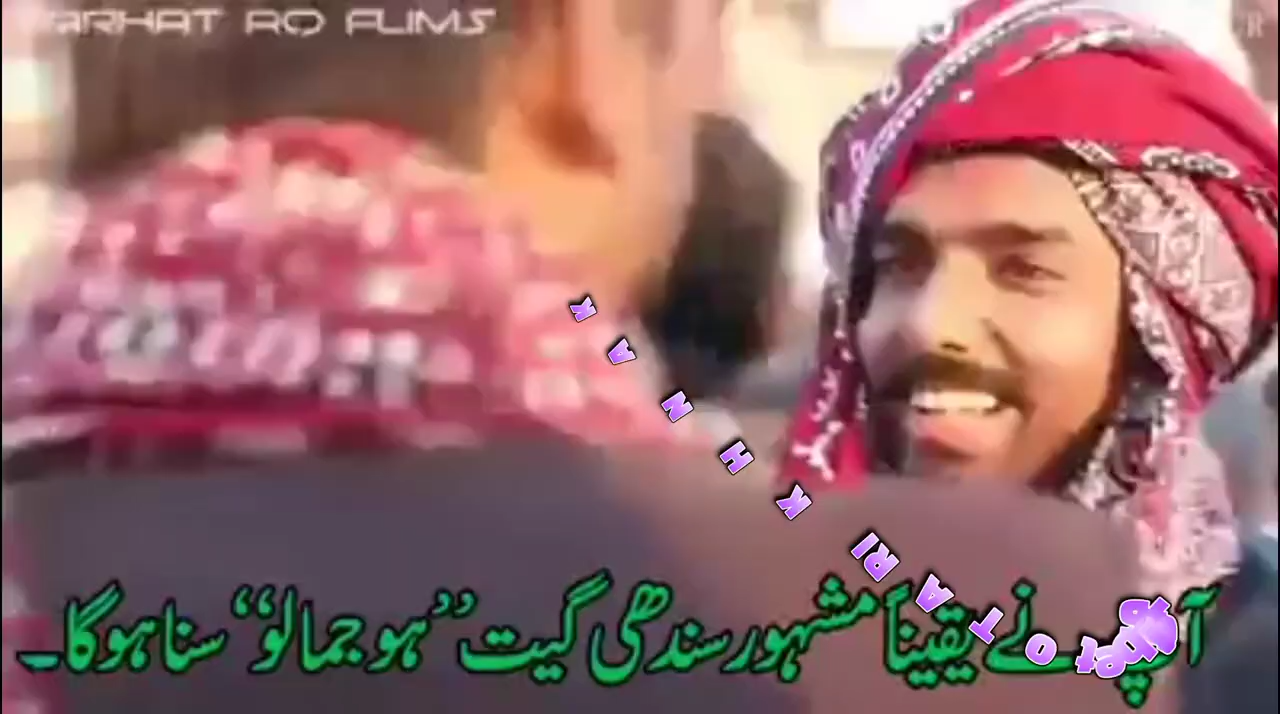 ARHAT RO FLIMS
آپ نے یقیناً مشہور سندھی گیت ”ہو جمالو“ سنا ہوگا۔